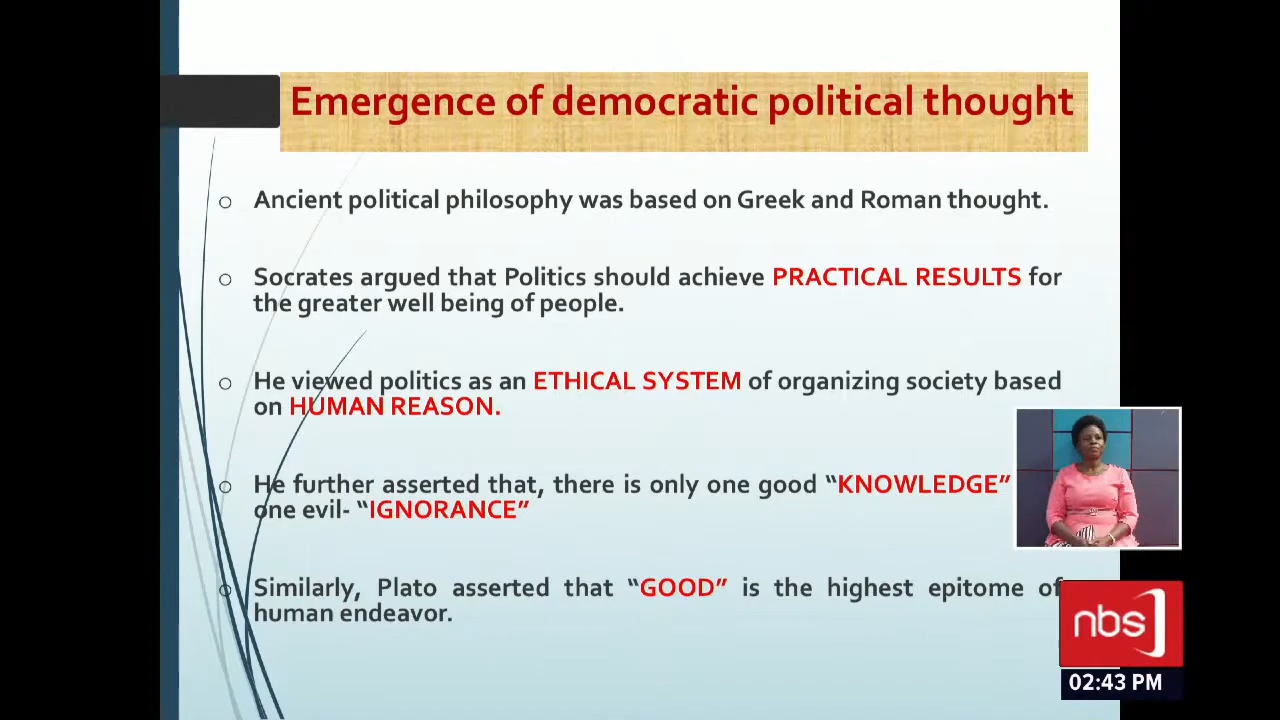 Emergence of democratic political thought
Ancient political philosophy was based on Greek and Roman thought.
Socrates argued that Politics should achieve PRACTICAL RESULTS for
the greater well being of people.
He viewed politics as an ETHICAL SYSTEM of organizing society based
on HUMAN REASON.
He further asserted that, there is only one good “KNOWLEDGE”
one evil- “IGNORANCE”
Similarly, Plato asserted that “GOOD” is the highest epitome of
human endeavor.
nbs
02:43 PM